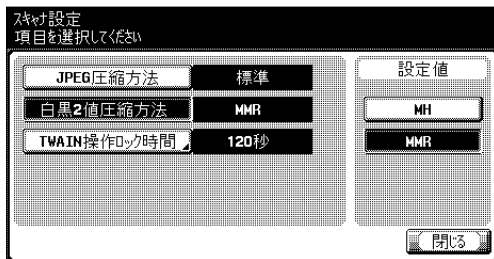 スキャナ設定
項目を選択してください
JPEG圧縮方法 標準
白黒2値圧縮方法 MMR
TWAIN操作ロック時間 120秒
設定値
MH
MMR
閉じる